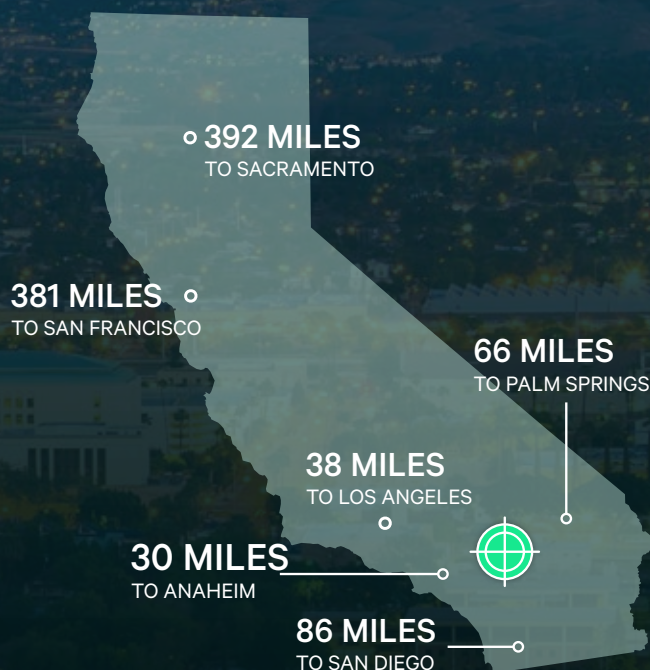 392 MILES
TO SACRAMENTO
381 MILES
TO SAN FRANCISCO
66 MILES
TO PALM SPRINGS
38 MILES
TO LOS ANGELES
30 MILES
TO ANAHEIM
86 MILES
TO SAN DIEGO